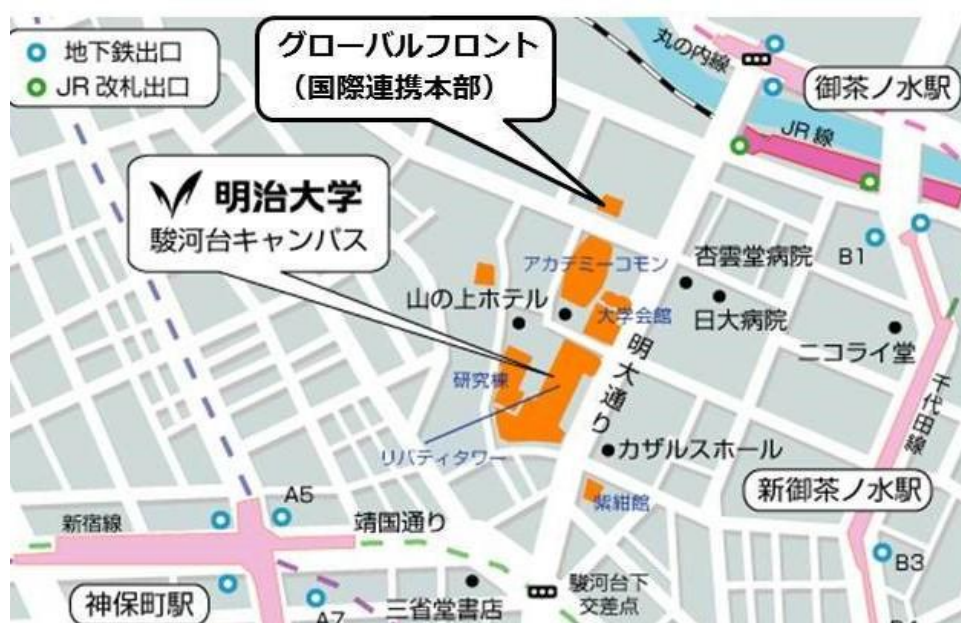 地下鉄出口
JR改札出口
グローバルフロント
（国際連携本部）
丸の内線
御茶ノ水駅
JR線
明治大学
駿河台キャンパス
アカデミーコモン
杏雲堂病院
B1
山の上ホテル
大学会館
日大病院
ニコライ堂
明大通り
研究棟
千代田線
リバティタワー
カザルスホール
新御茶ノ水駅
紫紺館
A5
新宿線
靖国通り
B3
神保町駅
A7
三省堂書店
駿河台下
交差点